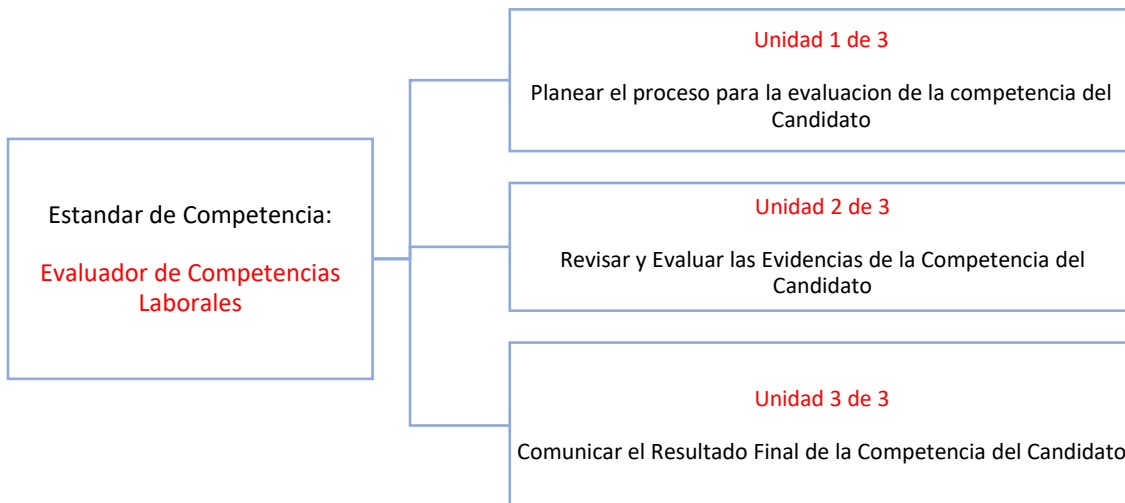 Estandar de Competencia:
Evaluador de Competencias
Laborales
Unidad 1 de 3
Planear el proceso para la evaluacion de la competencia del
Candidato
Unidad 2 de 3
Revisar y Evaluar las Evidencias de la Competencia del
Candidato
Unidad 3 de 3
Comunicar el Resultado Final de la Competencia del Candidato